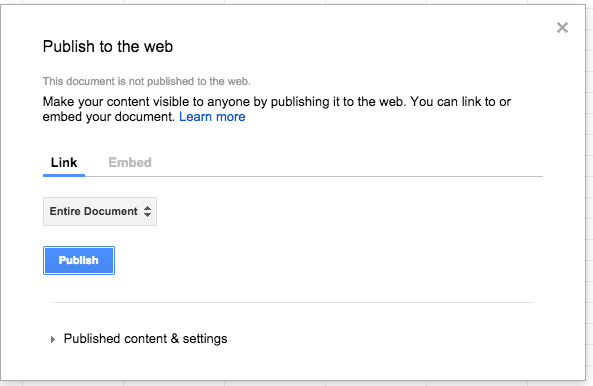 Publish to the web
This document is not published to the web.
Make your content visible to anyone by publishing it to the web. You can link to or
embed your document. Learn more
Link Embed
Entire Document
Publish
Published content & settings